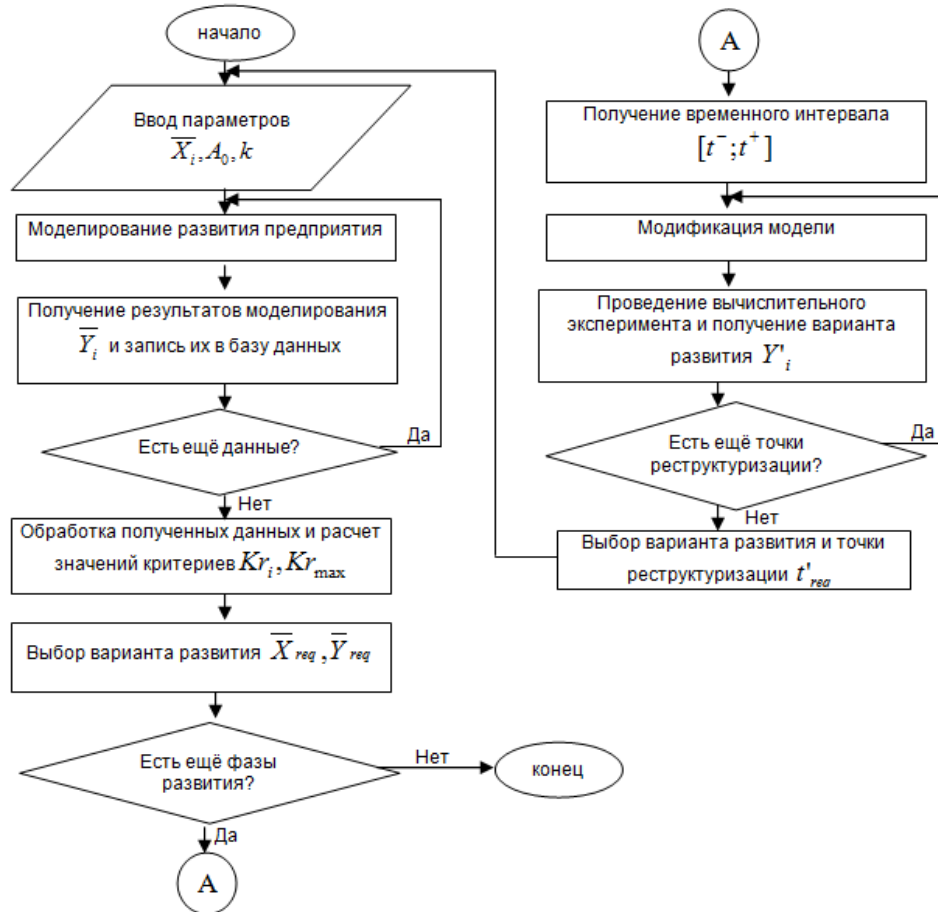 начало
Ввод параметров
X̄ᵢ, A₀, k
Моделирование развития предприятия
Получение результатов моделирования
Ȳᵢ и запись их в базу данных
Есть ещё данные?
Да
Нет
Обработка полученных данных и расчет
значений критериев Krᵢ, Kr_max
Выбор варианта развития X̄_req, Ȳ_req
Есть ещё фазы
развития?
Нет
конец
Да
A
A
Получение временного интервала
[t⁻; t⁺]
Модификация модели
Проведение вычислительного
эксперимента и получение варианта
развития Y'ᵢ
Есть ещё точки
реструктуризации?
Да
Нет
Выбор варианта развития и точки
реструктуризации t'_req